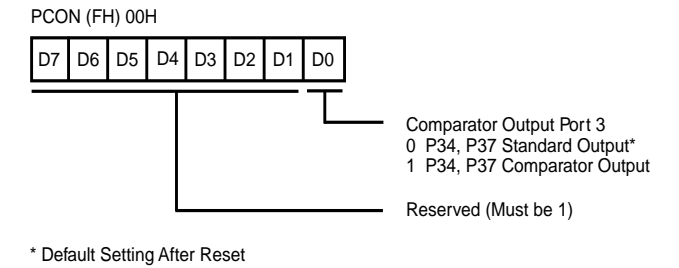 PCON (FH) 00H
D7 D6 D5 D4 D3 D2 D1 D0
Comparator Output Port 3
0 P34, P37 Standard Output*
1 P34, P37 Comparator Output
Reserved (Must be 1)
* Default Setting After Reset